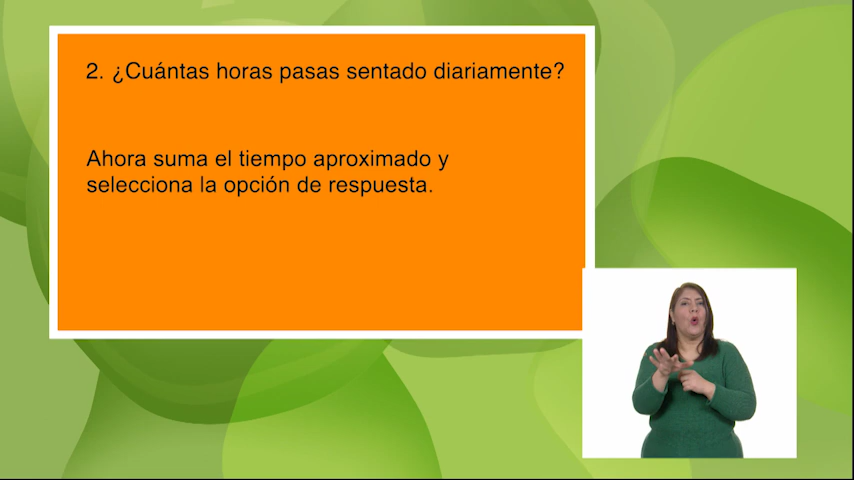 2. ¿Cuántas horas pasas sentado diariamente?
Ahora suma el tiempo aproximado y
selecciona la opción de respuesta.